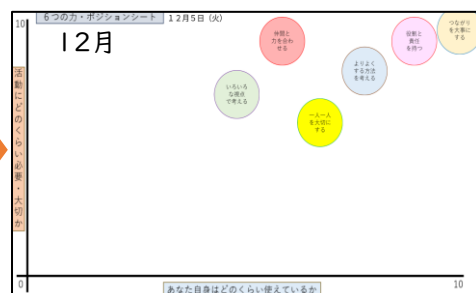 10
6つの力・ポジションシート
12月5日（火）
12月
仲間と
力を合わ
せる
つながり
を大事に
する
役割と
責任
を持つ
よりよく
する方法
を考える
いろいろ
な視点
で考える
一人一人
を大切に
する
活動にどのくらい必要・大切か
0
あなた自身はどのくらい使えているか
10